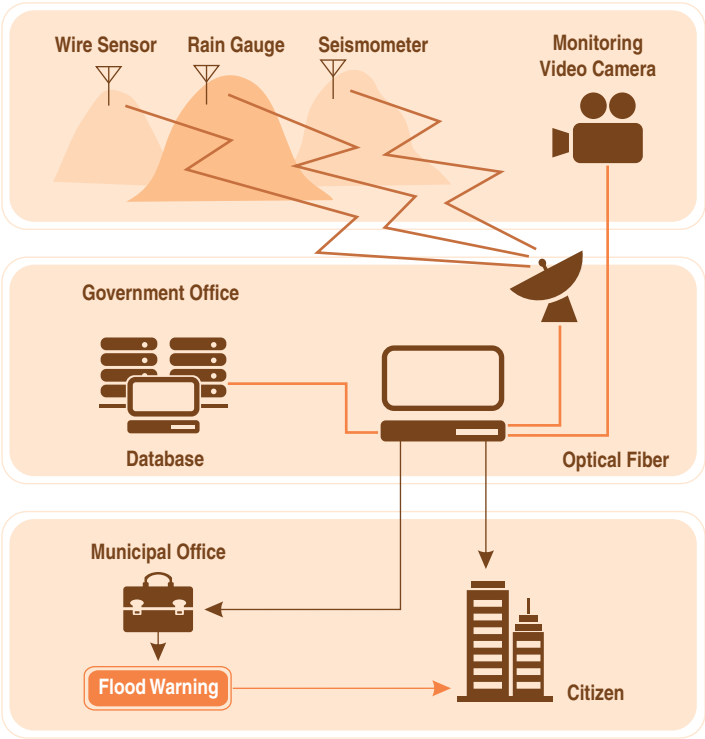 Wire Sensor
Rain Gauge
Seismometer
Monitoring
Video Camera
Government Office
Database
Optical Fiber
Municipal Office
Flood Warning
Citizen